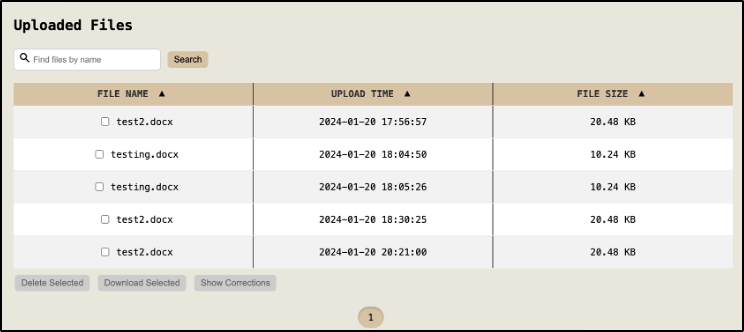 Uploaded Files
Find files by name Search
FILE NAME ▲ UPLOAD TIME ▲ FILE SIZE ▲
test2.docx 2024-01-20 17:56:57 20.48 KB
testing.docx 2024-01-20 18:04:50 10.24 KB
testing.docx 2024-01-20 18:05:26 10.24 KB
test2.docx 2024-01-20 18:30:25 20.48 KB
test2.docx 2024-01-20 20:21:00 20.48 KB
Delete Selected Download Selected Show Corrections
1